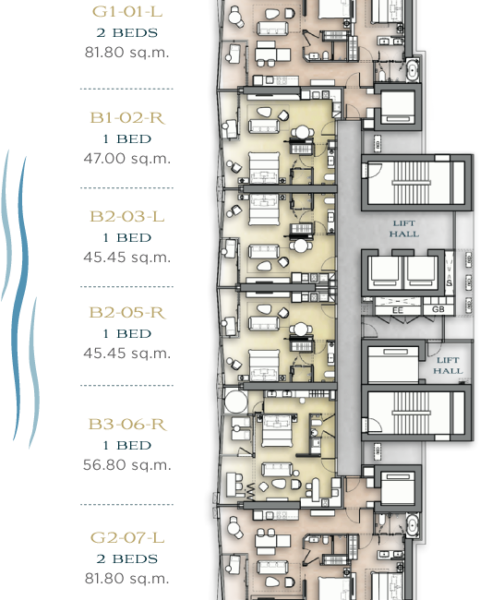 G1-01-L
2 BEDS
81.80 sq.m.
B1-02-R
1 BED
47.00 sq.m.
B2-03-L
1 BED
45.45 sq.m.
B2-05-R
1 BED
45.45 sq.m.
B3-06-R
1 BED
56.80 sq.m.
G2-07-L
2 BEDS
81.80 sq.m.
LIFT
HALL
EE
GB
LIFT
HALL